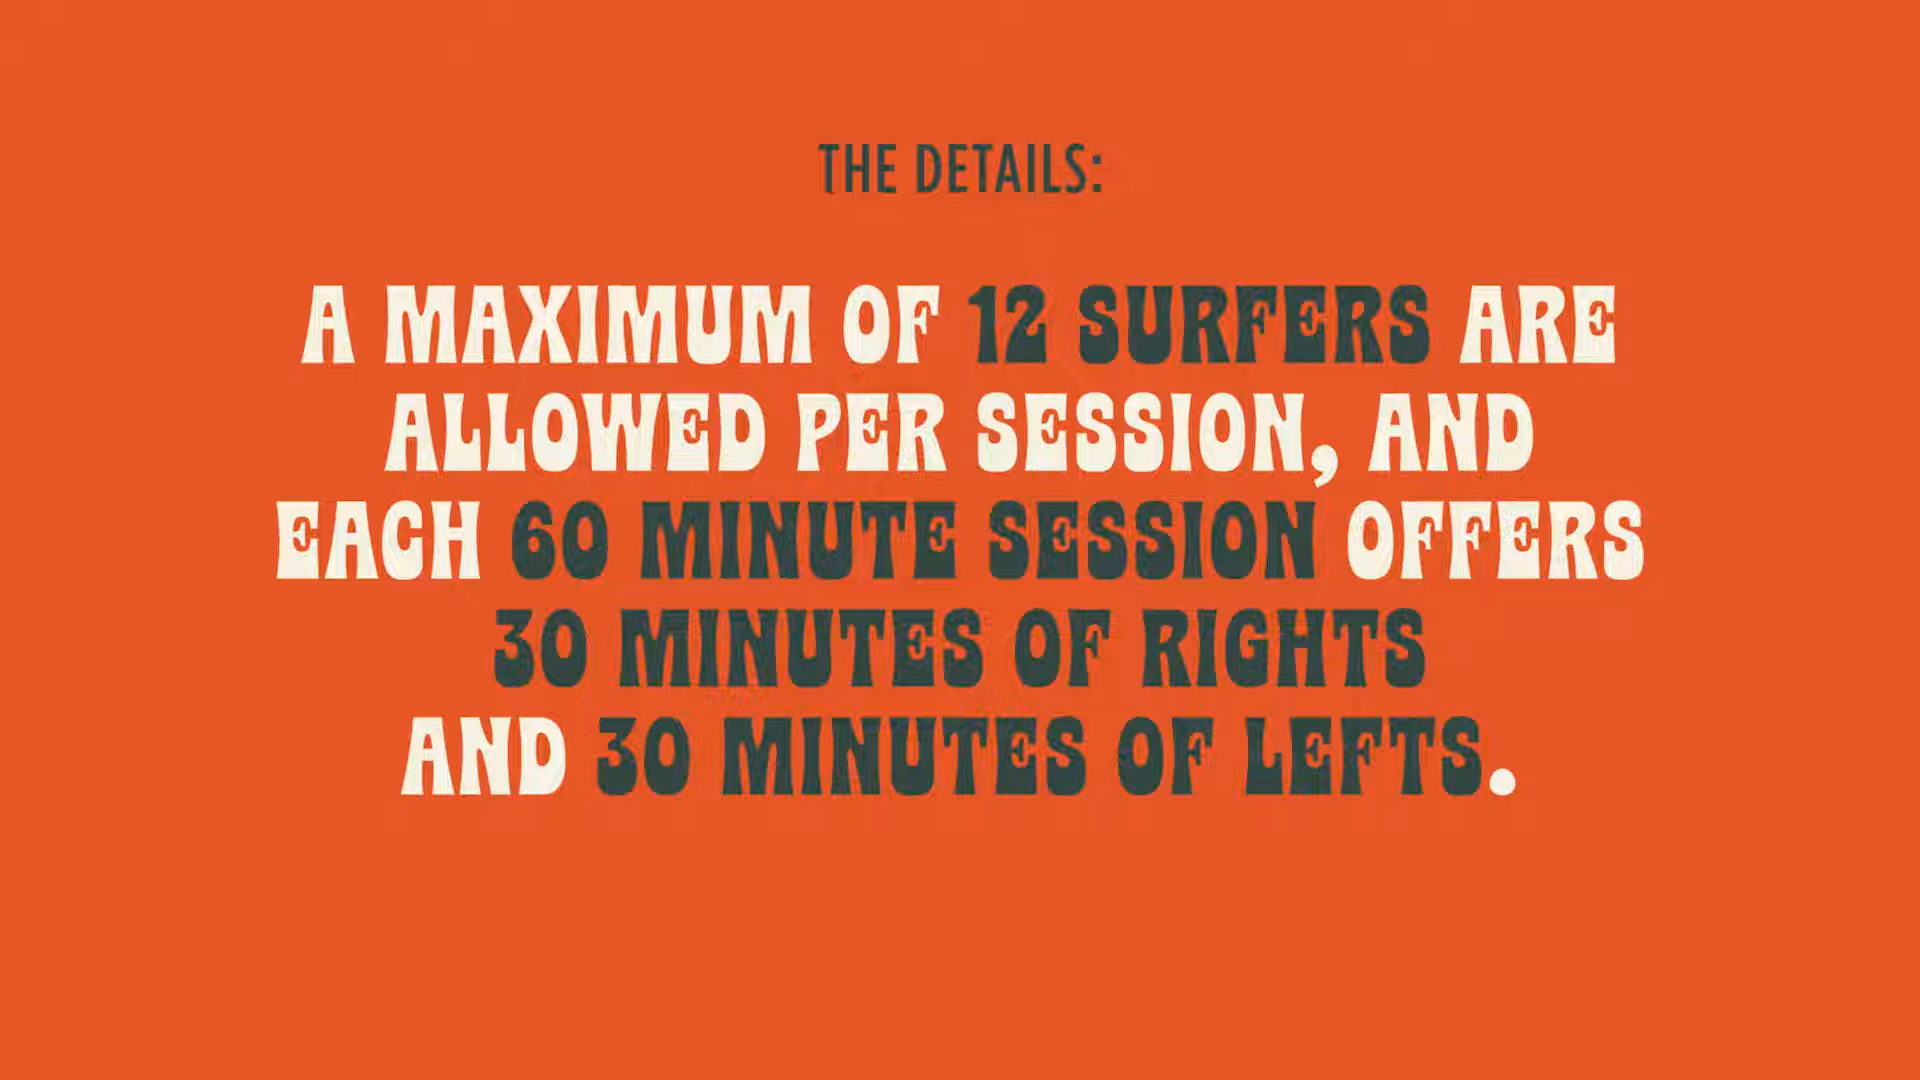 THE DETAILS:
A MAXIMUM OF 12 SURFERS ARE
ALLOWED PER SESSION, AND
EACH 60 MINUTE SESSION OFFERS
30 MINUTES OF RIGHTS
AND 30 MINUTES OF LEFTS.